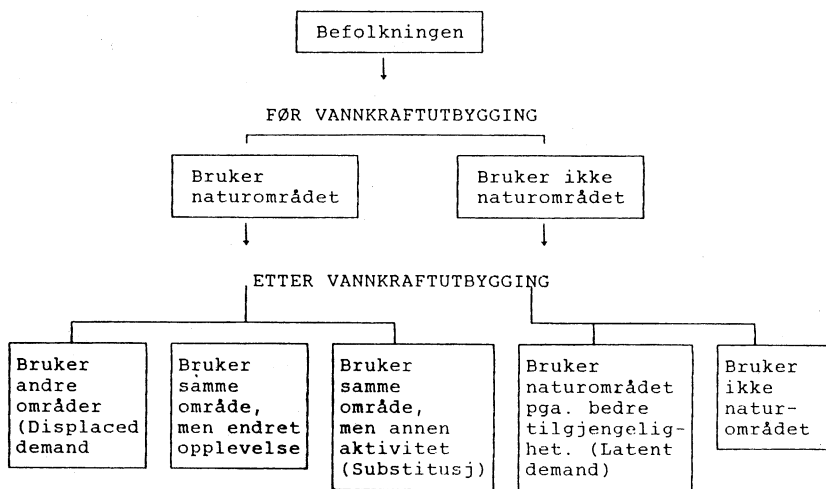 Befolkningen
FØR VANNKRAFTUTBYGGING
Bruker
naturområdet
Bruker ikke
naturområdet
ETTER VANNKRAFTUTBYGGING
Bruker
andre
områder
(Displaced
demand
Bruker
samme
område,
men endret
opplevelse
Bruker
samme
område,
men annen
aktivitet
(Substitusj)
Bruker
naturområdet
pga. bedre
tilgjengelig-
het. (Latent
demand)
Bruker
ikke
natur-
området